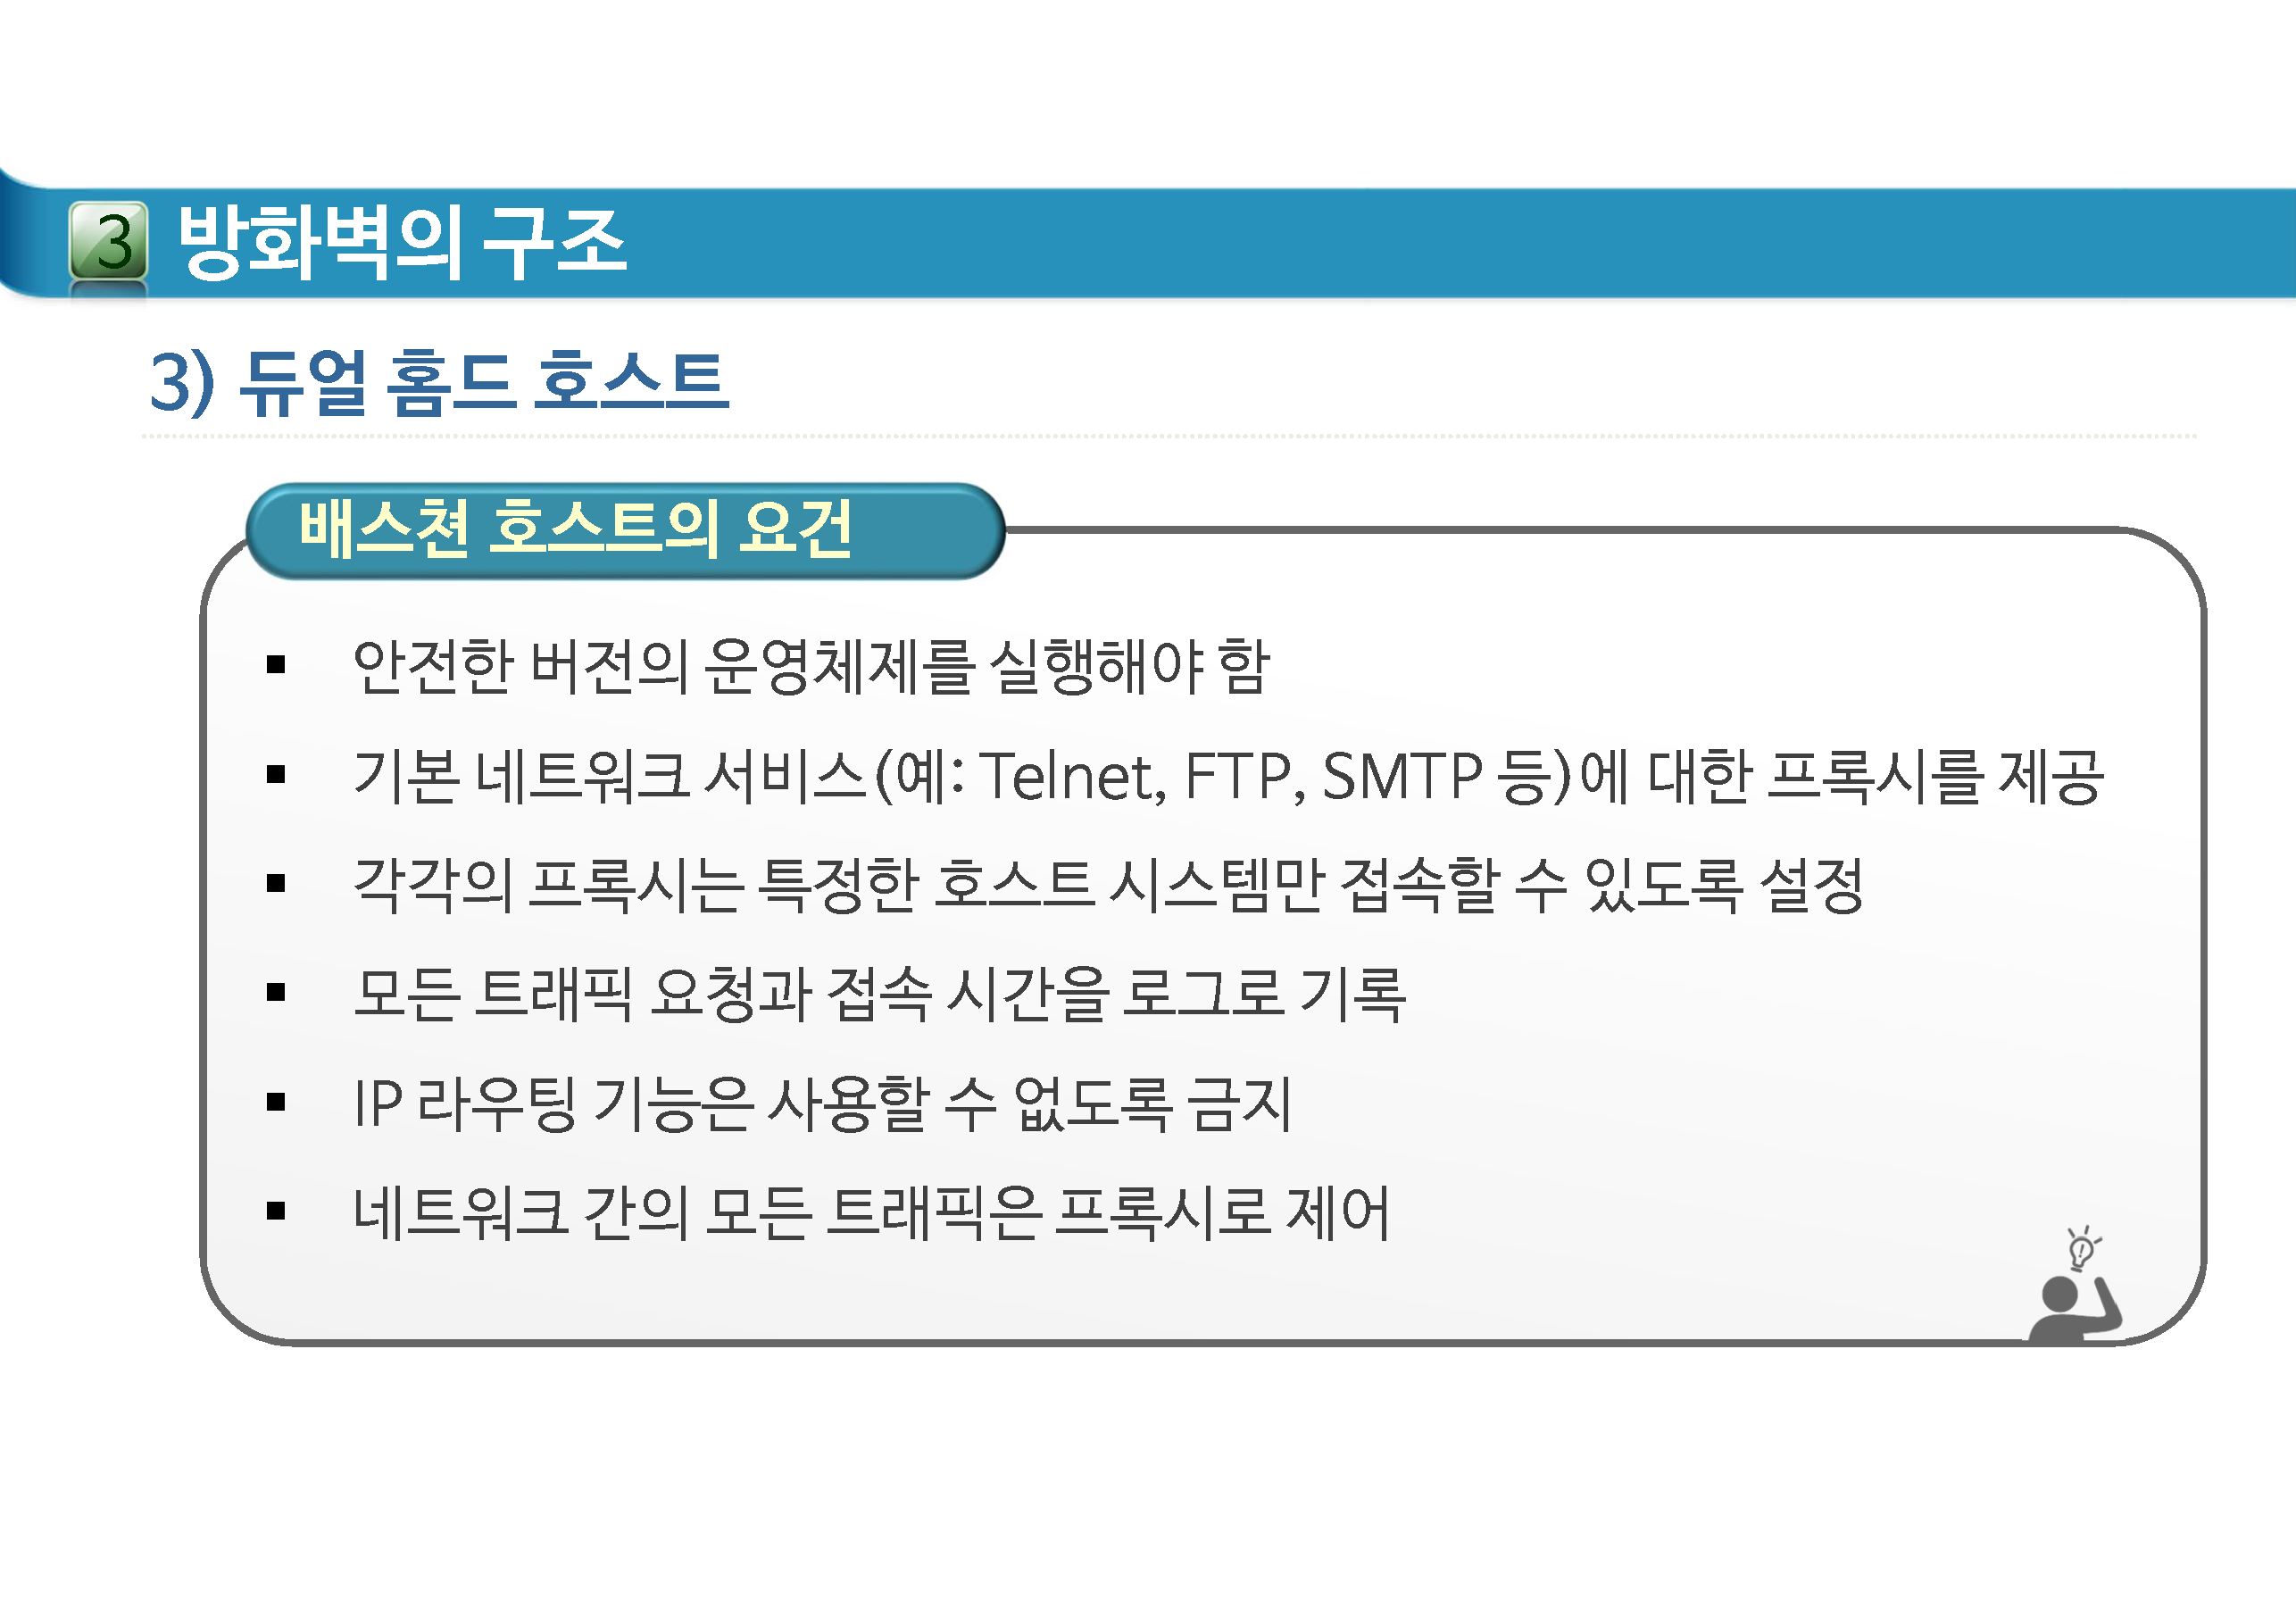 3 방화벽의 구조
3) 듀얼 홈드 호스트
배스쳔 호스트의 요건
▪ 안전한 버전의 운영체제를 실행해야 함
▪ 기본 네트워크 서비스(예: Telnet, FTP, SMTP 등)에 대한 프록시를 제공
▪ 각각의 프록시는 특정한 호스트 시스템만 접속할 수 있도록 설정
▪ 모든 트래픽 요청과 접속 시간을 로그로 기록
▪ IP 라우팅 기능은 사용할 수 없도록 금지
▪ 네트워크 간의 모든 트래픽은 프록시로 제어